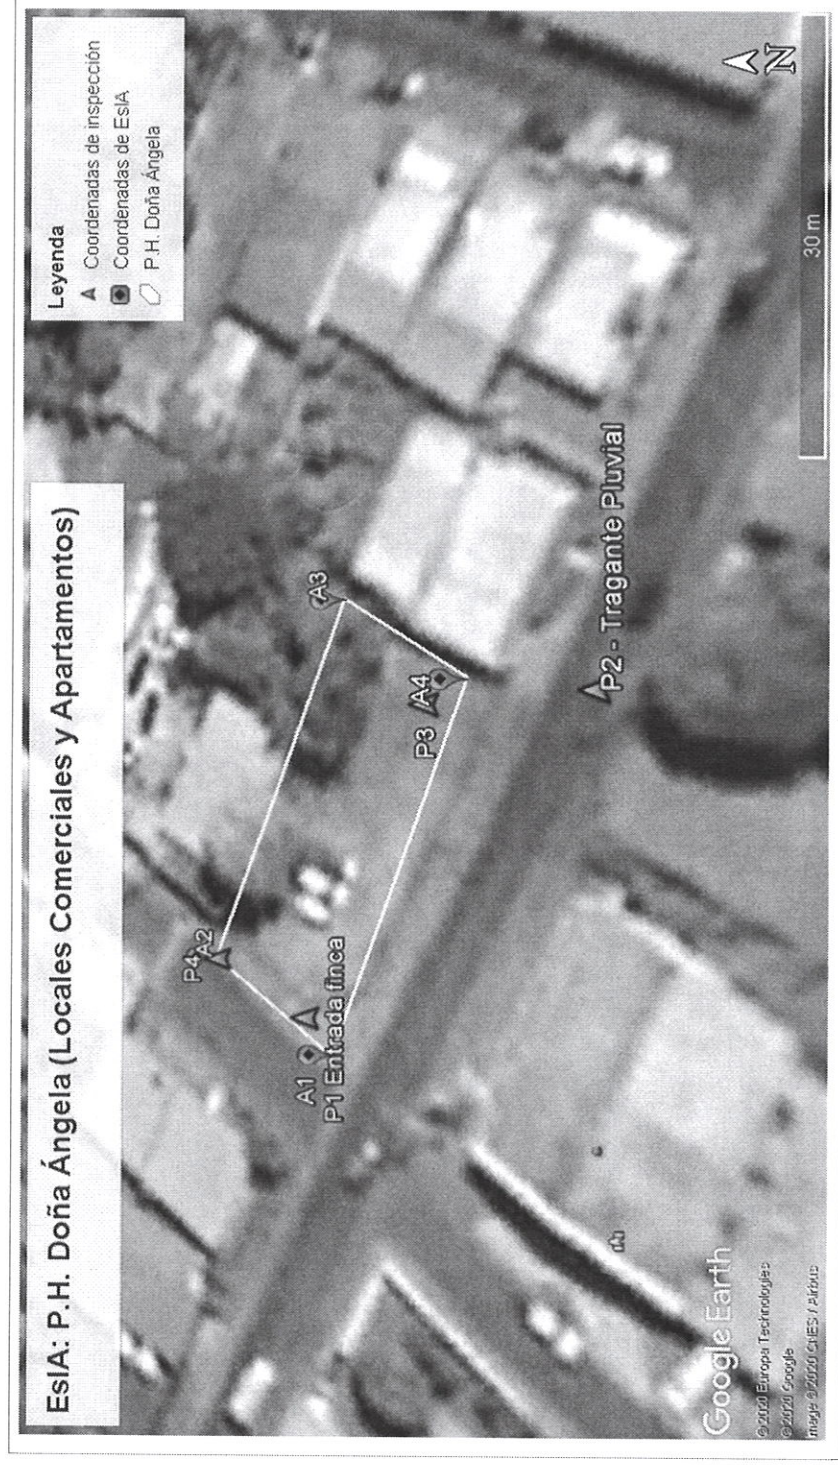 EsIA: P.H. Doña Ángela (Locales Comerciales y Apartamentos)
Leyenda
Coordenadas de inspección
Coordenadas de EsIA
P.H. Doña Ángela
P4
A2
A3
A1
P1 Entrada finca
P3
A4
P2 - Tragante Pluvial
Google Earth
© 2020 Europa Technologies
© 2020 Google
Image © 2020 CNES / Airbus
N
30 m